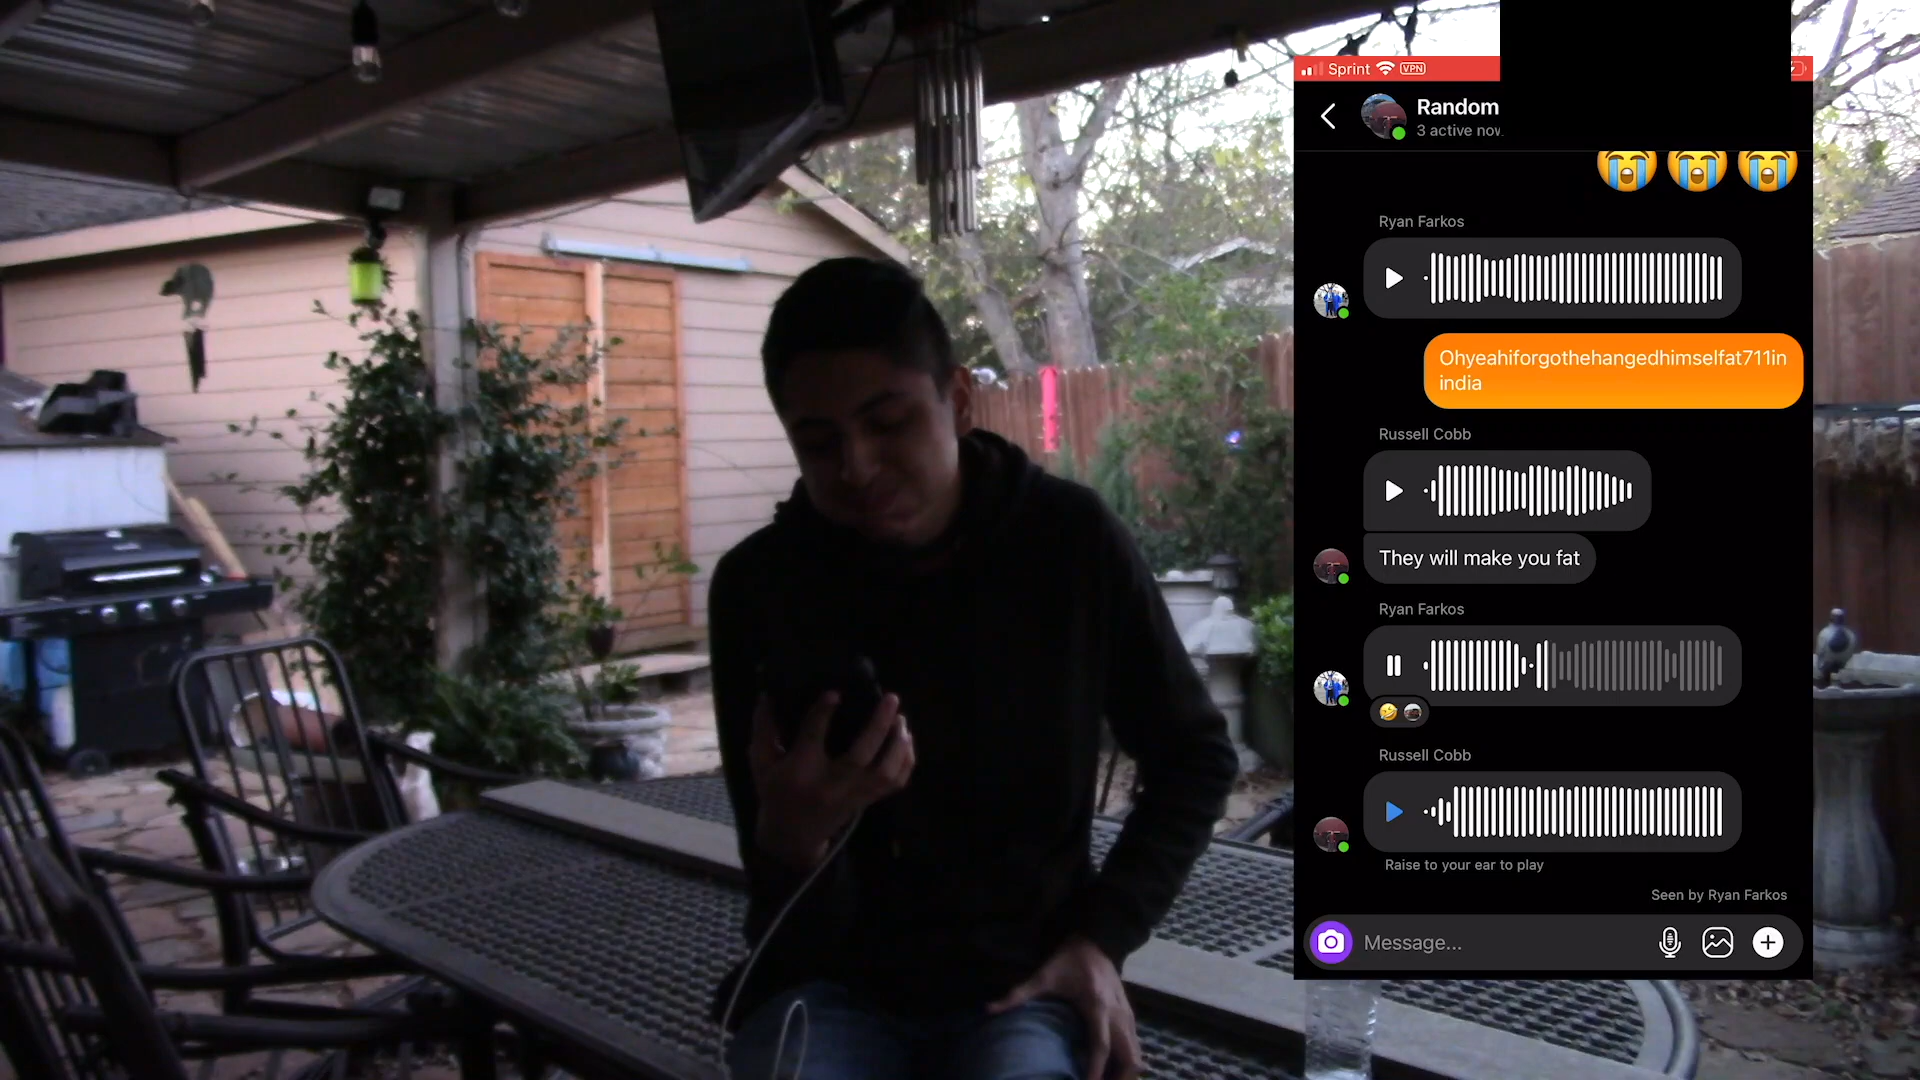 Sprint VPN
Random
3 active now
Ryan Farkos
Ohyeahiforgothehangedhimselfat711in
india
Russell Cobb
They will make you fat
Ryan Farkos
Russell Cobb
Raise to your ear to play
Seen by Ryan Farkos
Message...